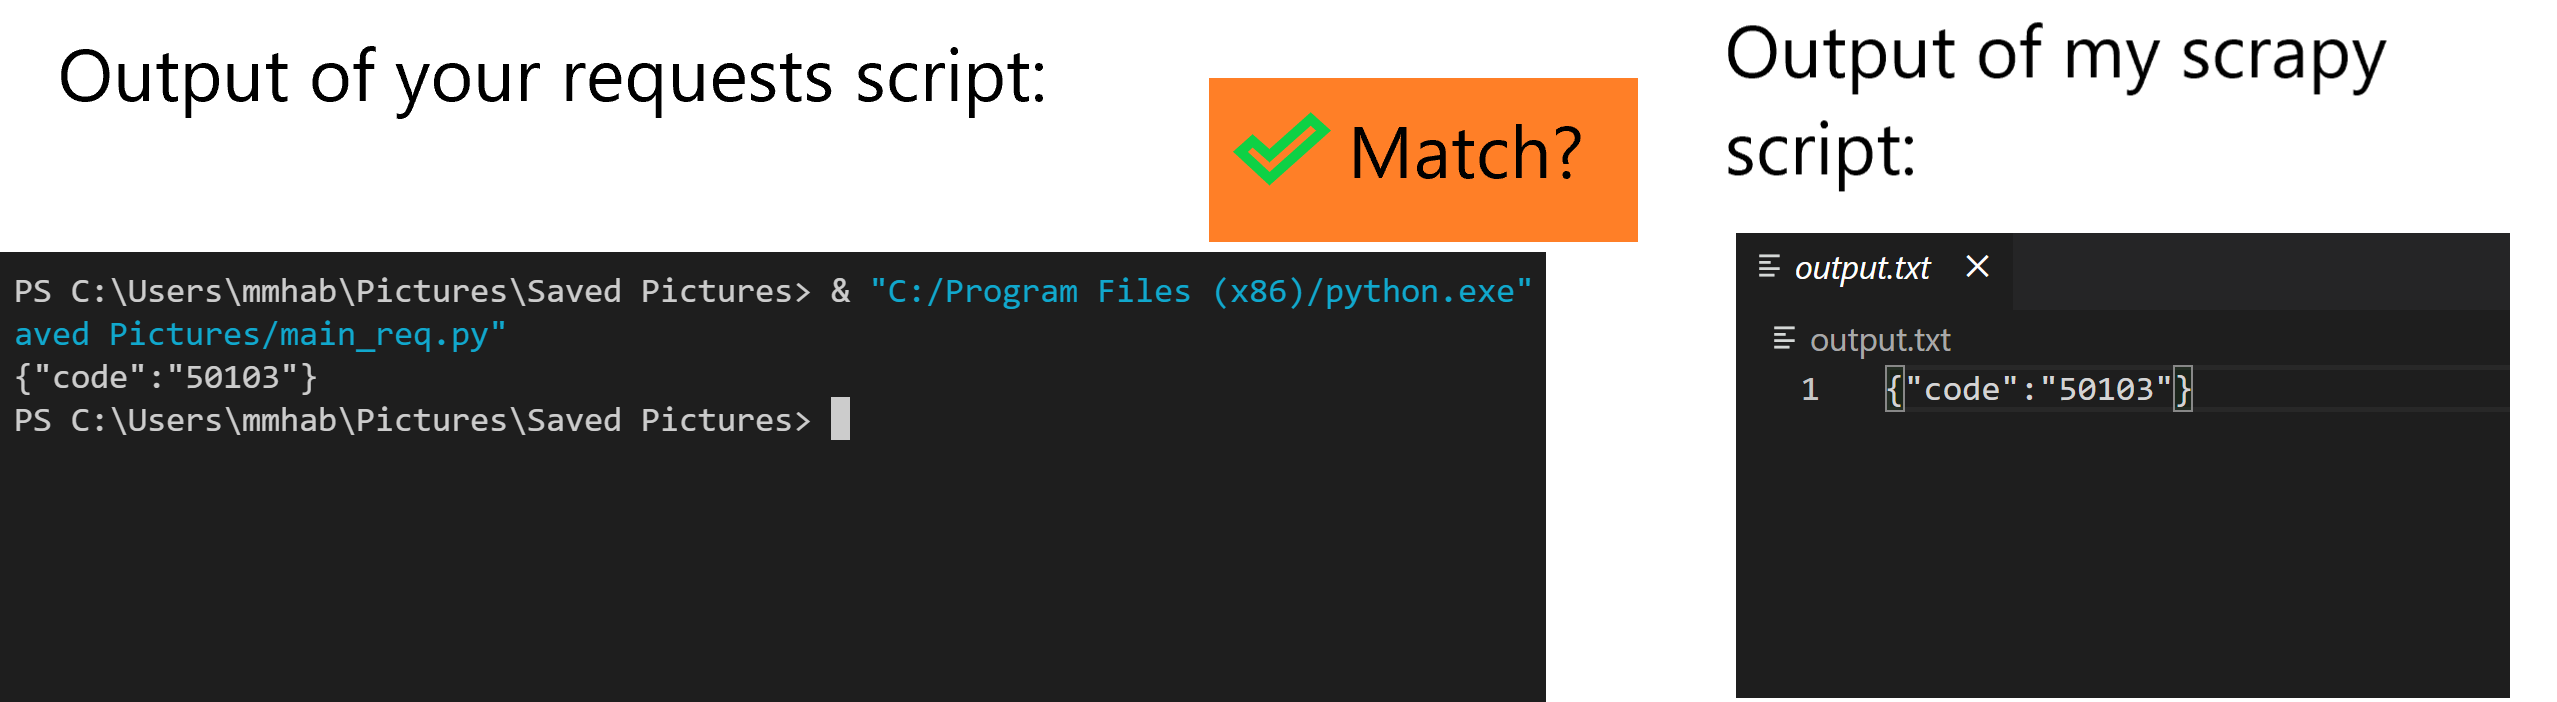 Output of your requests script:
Match?
Output of my scrapy
script:
PS C:\Users\mmhab\Pictures\Saved Pictures> & "C:/Program Files (x86)/python.exe"
aved Pictures/main_req.py"
{"code":"50103"}
PS C:\Users\mmhab\Pictures\Saved Pictures>
output.txt
output.txt
1 {"code":"50103"}